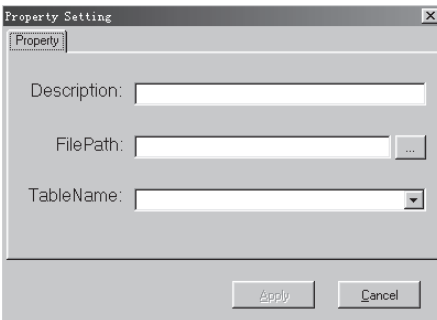 Property Setting
Property
Description:
FilePath:
...
TableName:
Apply
Cancel